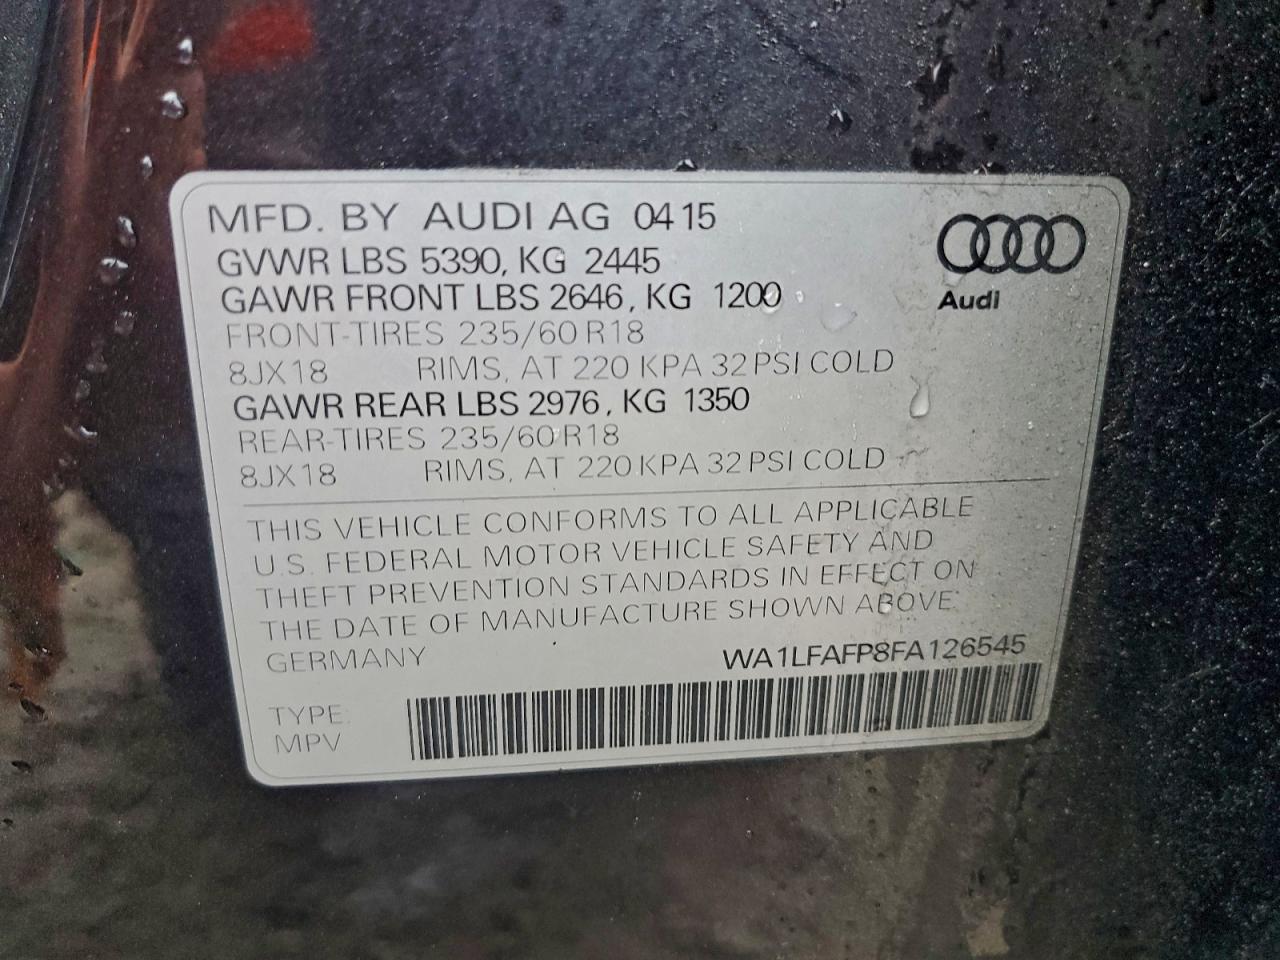 MFD. BY AUDI AG 04 15
GVWR LBS 5390, KG 2445
GAWR FRONT LBS 2646, KG 1200
FRONT-TIRES 235/60 R18
8JX18 RIMS, AT 220 KPA 32 PSI COLD
GAWR REAR LBS 2976, KG 1350
REAR-TIRES 235/60 R18
8JX18 RIMS, AT 220 KPA 32 PSI COLD
Audi
THIS VEHICLE CONFORMS TO ALL APPLICABLE
U.S. FEDERAL MOTOR VEHICLE SAFETY AND
THEFT PREVENTION STANDARDS IN EFFECT ON
THE DATE OF MANUFACTURE SHOWN ABOVE.
GERMANY WA1LFAFP8FA126545
TYPE:
MPV